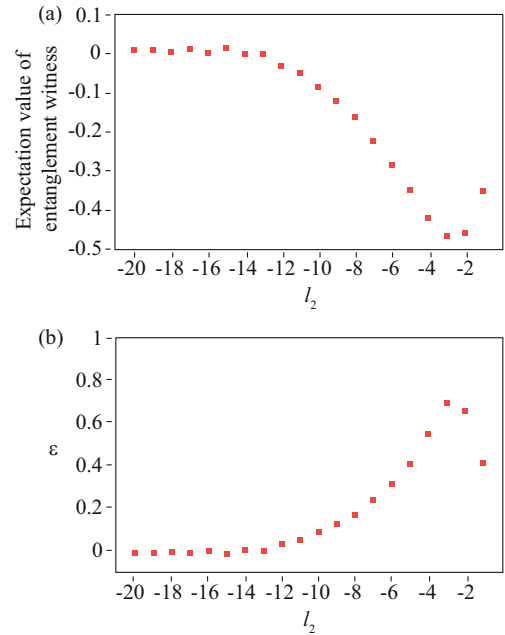 (a)
Expectation value of
entanglement witness
0.1
0
-0.1
-0.2
-0.3
-0.4
-0.5
-20 -18 -16 -14 -12 -10 -8 -6 -4 -2
l2
(b)
ε
1
0.8
0.6
0.4
0.2
0
-20 -18 -16 -14 -12 -10 -8 -6 -4 -2
l2